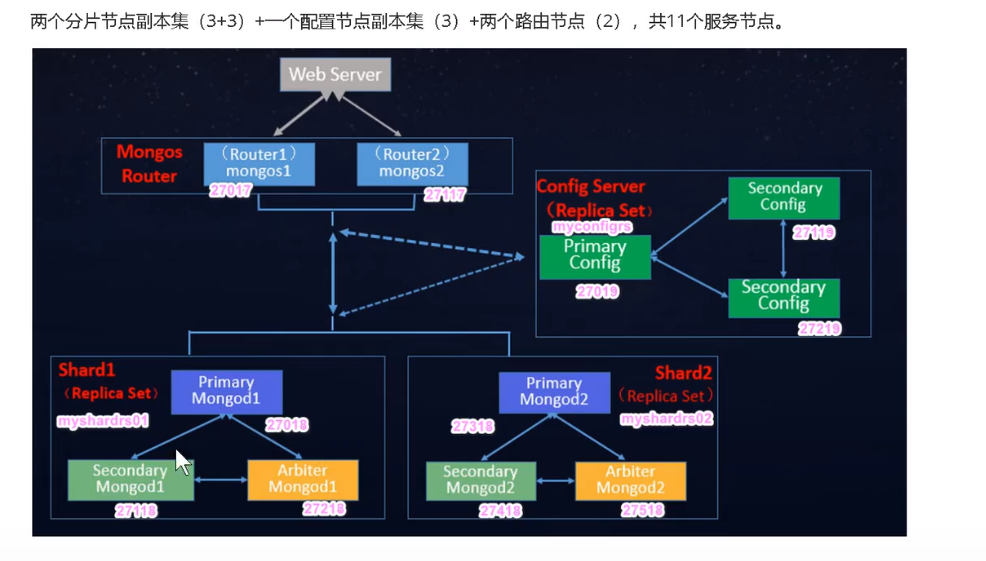 两个分片节点副本集（3+3）+一个配置节点副本集（3）+两个路由节点（2），共11个服务节点。
Web Server
Mongos
Router
（Router1）
mongos1
27017
（Router2）
mongos2
27117
Config Server
（Replica Set）
myconfigrs
Primary
Config
27019
Secondary
Config
27119
Secondary
Config
27219
Shard1
（Replica Set）
myshardrs01
Primary
Mongod1
27018
Secondary
Mongod1
27118
Arbiter
Mongod1
27218
Shard2
（Replica Set）
myshardrs02
Primary
Mongod2
27318
Secondary
Mongod2
27418
Arbiter
Mongod2
27518